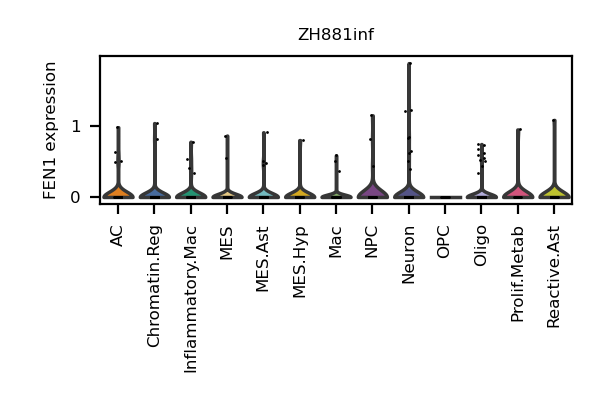 ZH881inf
FEN1 expression
1
0
AC
Chromatin.Reg
Inflammatory.Mac
MES
MES.Ast
MES.Hyp
Mac
NPC
Neuron
OPC
Oligo
Prolif.Metab
Reactive.Ast